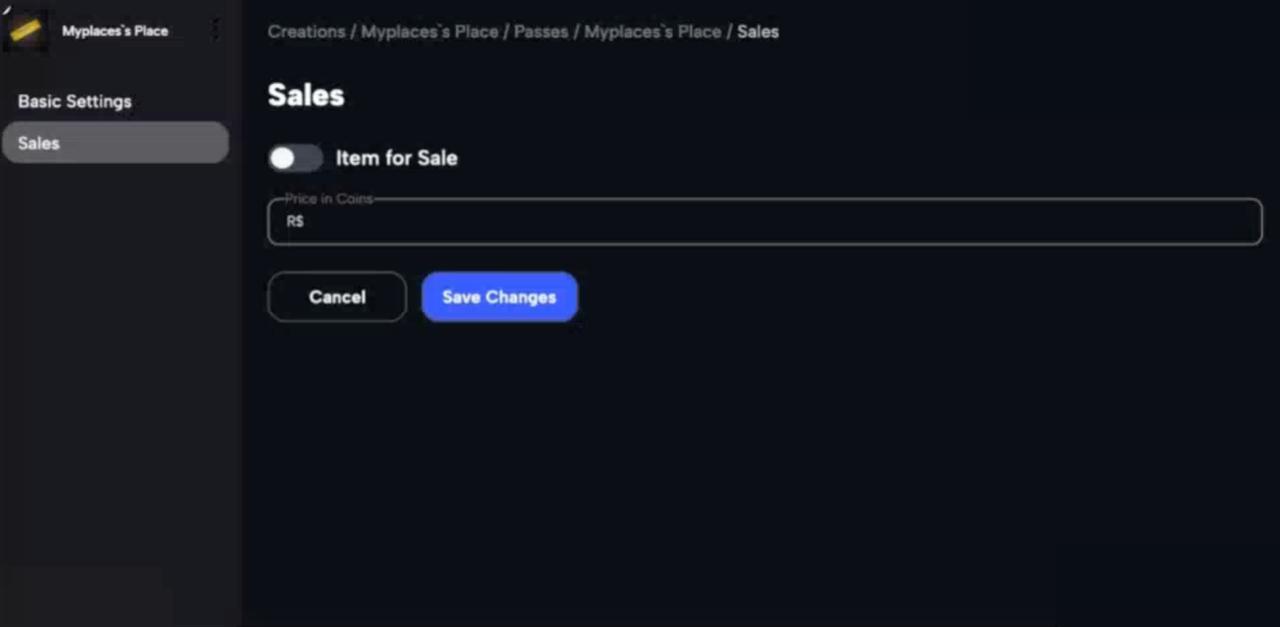 Myplaces`s Place
Creations / Myplaces`s Place / Passes / Myplaces`s Place / Sales
Basic Settings
Sales
Sales
Item for Sale
Price in Coins
R$
Cancel
Save Changes